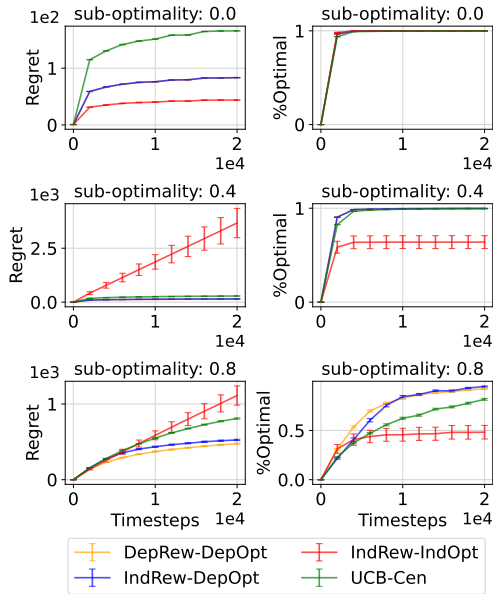 sub-optimality: 0.0
sub-optimality: 0.0
1e2
Regret
1
0
0
1
2
1e4
%Optimal
1
0
0
1
2
1e4
sub-optimality: 0.4
sub-optimality: 0.4
1e3
Regret
2.5
0.0
0
1
2
1e4
%Optimal
1
0
0
1
2
1e4
sub-optimality: 0.8
sub-optimality: 0.8
1e3
Regret
1
0
0
1
2
1e4
Timesteps
%Optimal
0.5
0.0
0
1
2
1e4
Timesteps
DepRew-DepOpt
IndRew-DepOpt
IndRew-IndOpt
UCB-Cen